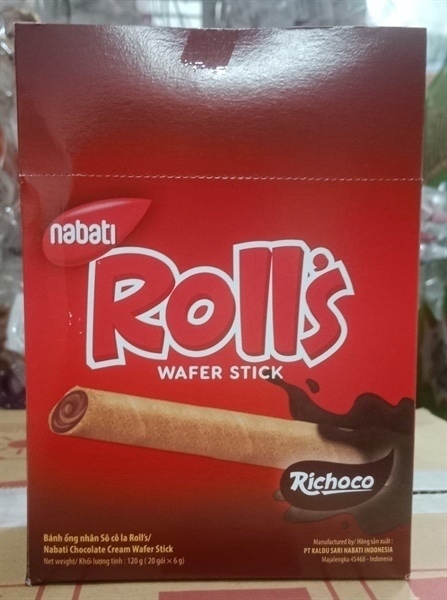 nabati
Roll's
WAFER STICK
Richoco
Bánh ống nhân Sô cô la Roll's/
Nabati Chocolate Cream Wafer Stick
Net weight/ Khối lượng tịnh : 120 g ( 20 gói × 6 g)
Manufactured by/ Hãng sản xuất :
PT KALDU SARI NABATI INDONESIA
Majalengka 45468 - Indonesia